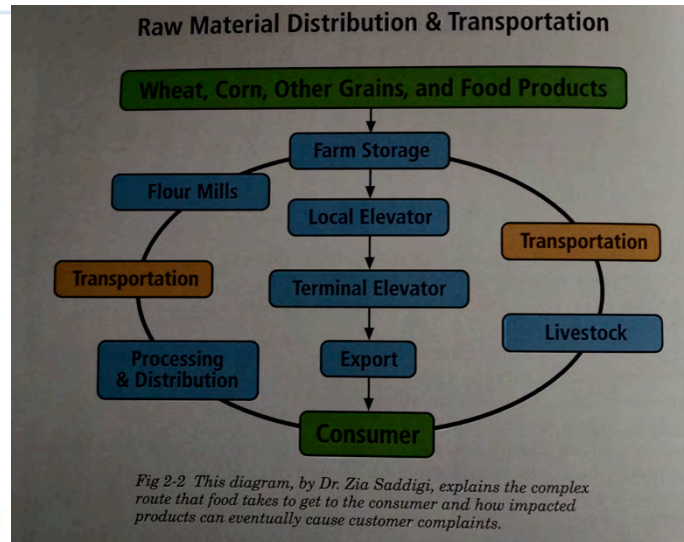 Raw Material Distribution & Transportation
Wheat, Corn, Other Grains, and Food Products
Farm Storage
Flour Mills
Local Elevator
Transportation
Transportation
Terminal Elevator
Livestock
Processing
& Distribution
Export
Consumer
Fig 2-2 This diagram, by Dr. Zia Saddigi, explains the complex
route that food takes to get to the consumer and how impacted
products can eventually cause customer complaints.